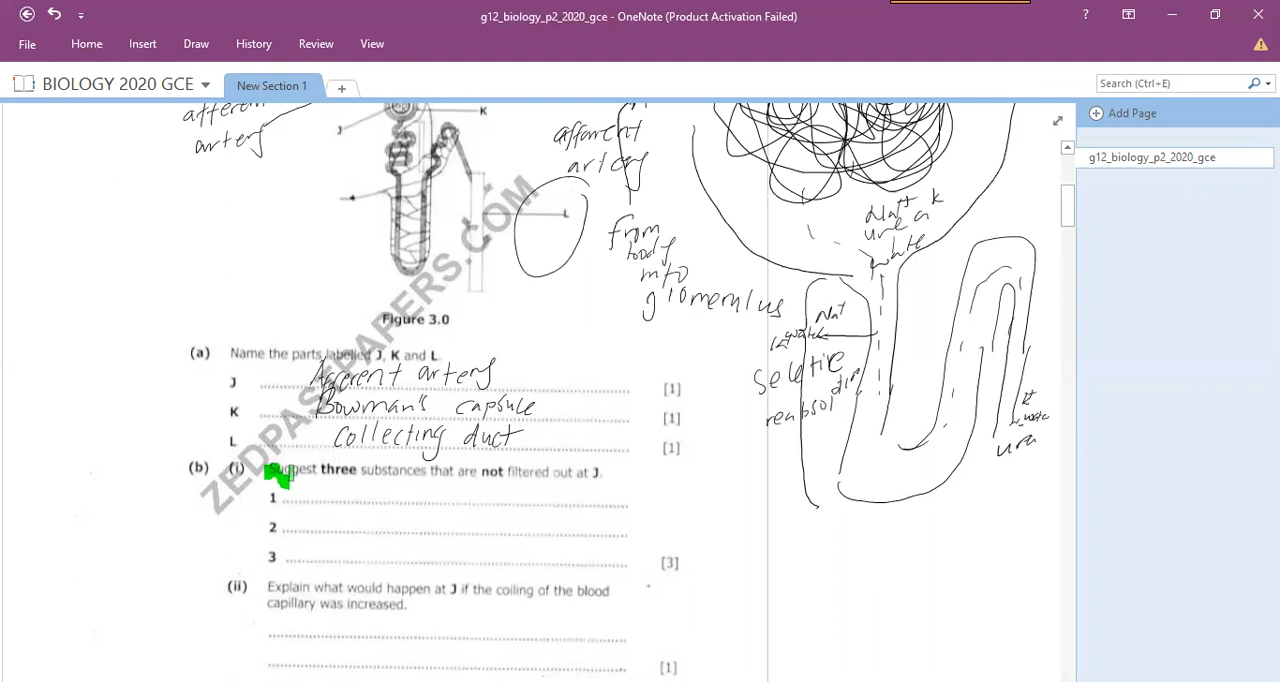 g12_biology_p2_2020_gce - OneNote (Product Activation Failed)
?
File Home Insert Draw History Review View
BIOLOGY 2020 GCE New Section 1 +
Search (Ctrl+E)
Add Page
g12_biology_p2_2020_gce
artery
K
J
L
afferent
artery
from
body
into
glomerulus
Figure 3.0
ZEDPASTPAPERS.COM
(a) Name the parts labelled J, K and L.
J Afferent artery [1]
K Bowman's capsule [1]
L collecting duct [1]
(b) (i) Suggest three substances that are not filtered out at J.
1
2
3 [3]
(ii) Explain what would happen at J if the coiling of the blood
capillary was increased.
[1]